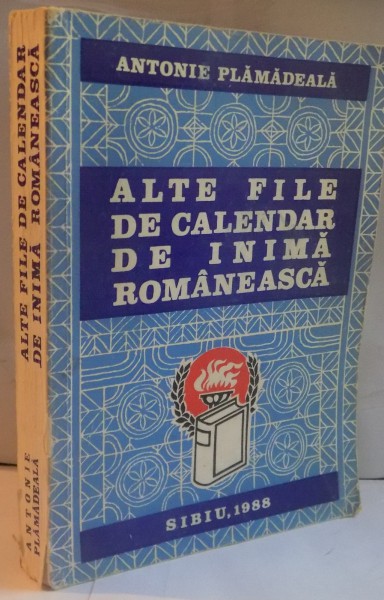 ANTONIE PLĂMĂDEALĂ
ALTE FILE
DE CALENDAR
DE INIMĂ
ROMÂNEASCĂ
SIBIU, 1988
ALTE FILE DE CALENDAR
DE INIMĂ ROMÂNEASCĂ
ANTONIE
PLĂMĂDEALĂ